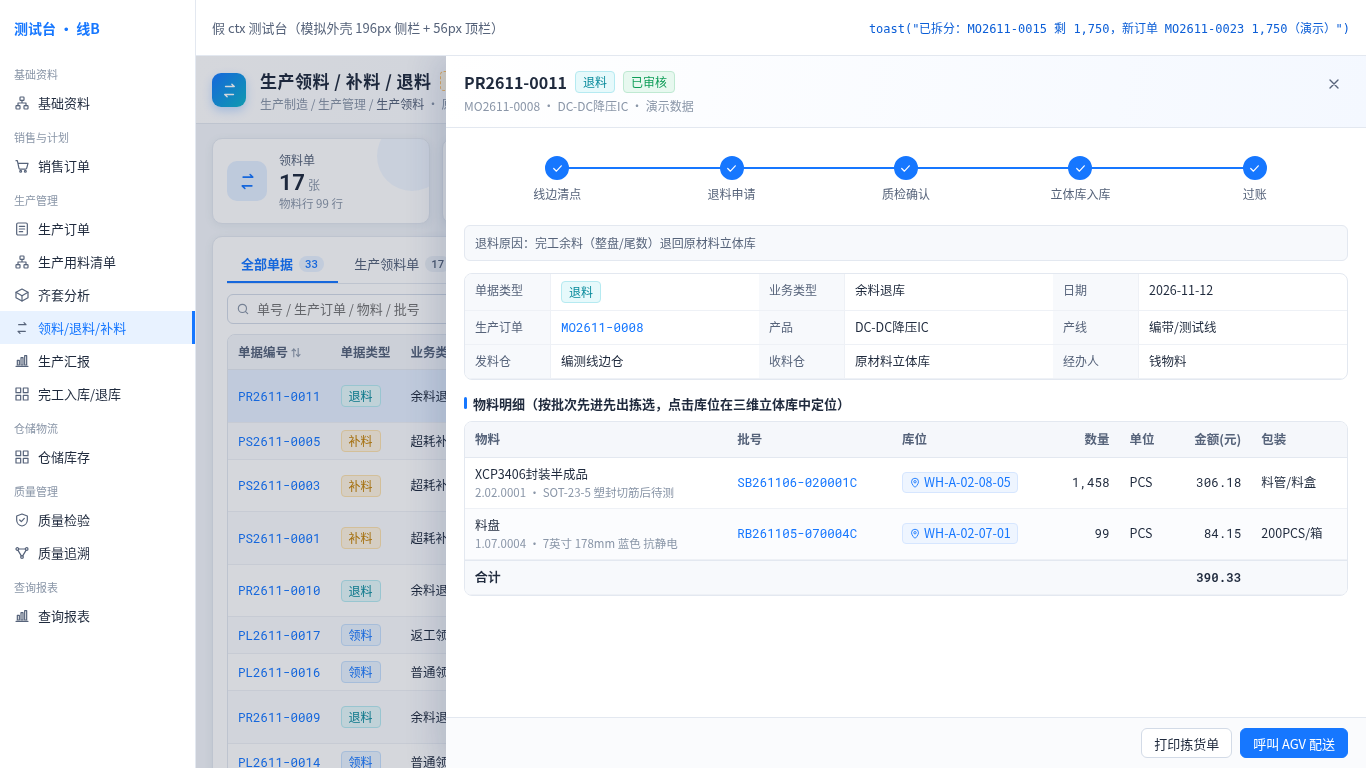 测试台 · 线B
假 ctx 测试台（模拟外壳 196px 侧栏 + 56px 顶栏）
toast("已拆分：MO2611-0015 剩 1,750，新订单 MO2611-0023 1,750（演示）")
基础资料
基础资料
销售与计划
销售订单
生产管理
生产订单
生产用料清单
齐套分析
领料/退料/补料
生产汇报
完工入库/退库
仓储物流
仓储库存
质量管理
质量检验
质量追溯
查询报表
查询报表
生产领料 / 补料 / 退料
生产制造 / 生产管理 / 生产领料 ·
领料单
17 张
物料行 99 行
全部单据 33
生产领料单 17
单号 / 生产订单 / 物料 / 批号
单据编号 单据类型 业务类
PR2611-0011 退料 余料退
PS2611-0005 补料 超耗补
PS2611-0003 补料 超耗补
PS2611-0001 补料 超耗补
PR2611-0010 退料 余料退
PL2611-0017 领料 返工领
PL2611-0016 领料 普通领
PR2611-0009 退料 余料退
PL2611-0014 领料 普通领
PR2611-0011 退料 已审核
MO2611-0008 · DC-DC降压IC · 演示数据
线边清点 退料申请 质检确认 立体库入库 过账
退料原因：完工余料（整盘/尾数）退回原材料立体库
单据类型 退料 业务类型 余料退库 日期 2026-11-12
生产订单 MO2611-0008 产品 DC-DC降压IC 产线 编带/测试线
发料仓 编测线边仓 收料仓 原材料立体库 经办人 钱物料
物料明细（按批次先进先出拣选，点击库位在三维立体库中定位）
物料 批号 库位 数量 单位 金额(元) 包装
XCP3406封装半成品
2.02.0001 · SOT-23-5 塑封切筋后待测
SB261106-020001C WH-A-02-08-05 1,458 PCS 306.18 料管/料盒
料盘
1.07.0004 · 7英寸 178mm 蓝色 抗静电
RB261105-070004C WH-A-02-07-01 99 PCS 84.15 200PCS/箱
合计 390.33
打印拣货单 呼叫 AGV 配送